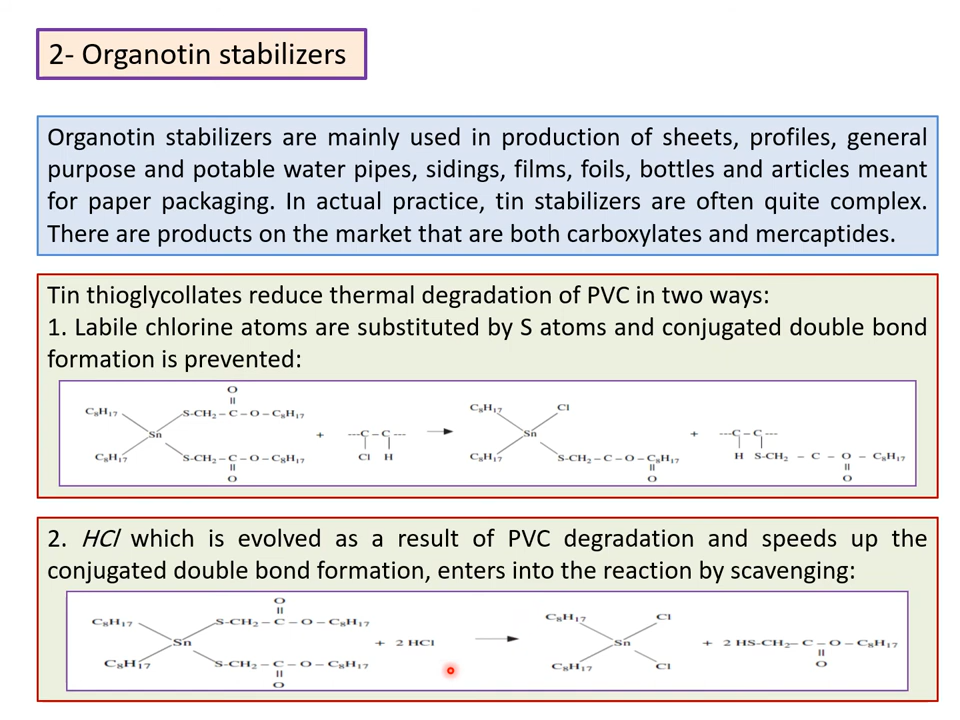 2- Organotin stabilizers
Organotin stabilizers are mainly used in production of sheets, profiles, general
purpose and potable water pipes, sidings, films, foils, bottles and articles meant
for paper packaging. In actual practice, tin stabilizers are often quite complex.
There are products on the market that are both carboxylates and mercaptides.
Tin thioglycollates reduce thermal degradation of PVC in two ways:
1. Labile chlorine atoms are substituted by S atoms and conjugated double bond
formation is prevented:
O
C₈H₁₇ S-CH₂ – C – O – C₈H₁₇ C₈H₁₇ Cl
Sn + ---C – C --- → Sn + ---C – C---
C₈H₁₇ S-CH₂ – C – O – C₈H₁₇ Cl H C₈H₁₇ S-CH₂ – C – O – C₈H₁₇ H S-CH₂ – C – O – C₈H₁₇
O O O
2. HCl which is evolved as a result of PVC degradation and speeds up the
conjugated double bond formation, enters into the reaction by scavenging:
O
C₈H₁₇ S-CH₂ – C – O – C₈H₁₇ C₈H₁₇ Cl
Sn + 2 HCl → Sn + 2 HS-CH₂– C – O – C₈H₁₇
C₈H₁₇ S-CH₂ – C – O – C₈H₁₇ C₈H₁₇ Cl O
O